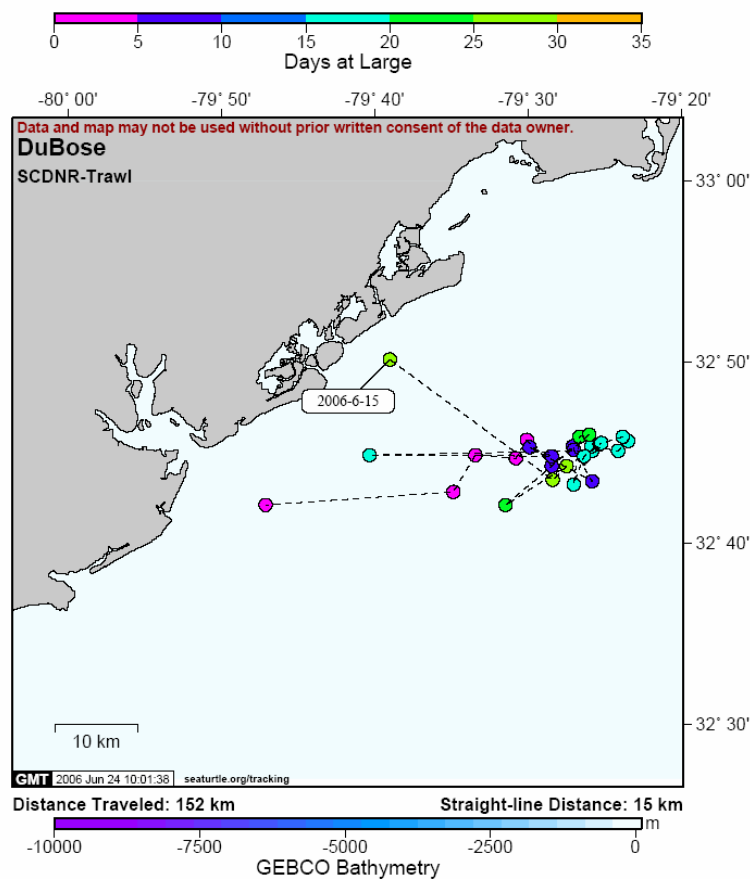 0 5 10 15 20 25 30 35
Days at Large
-80° 00' -79° 50' -79° 40' -79° 30' -79° 20'
Data and map may not be used without prior written consent of the data owner.
DuBose
SCDNR-Trawl
33° 00'
32° 50'
2006-6-15
32° 40'
32° 30'
10 km
GMT 2006 Jun 24 10:01:38 seaturtle.org/tracking
Distance Traveled: 152 km Straight-line Distance: 15 km
m
-10000 -7500 -5000 -2500 0
GEBCO Bathymetry